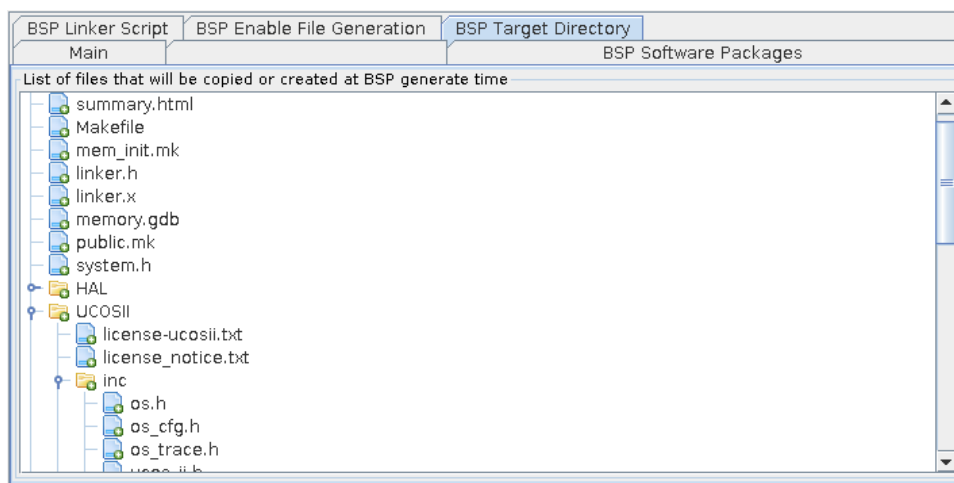 BSP Linker Script BSP Enable File Generation BSP Target Directory
Main BSP Software Packages
List of files that will be copied or created at BSP generate time
summary.html
Makefile
mem_init.mk
linker.h
linker.x
memory.gdb
public.mk
system.h
HAL
UCOSII
license-ucosii.txt
license_notice.txt
inc
os.h
os_cfg.h
os_trace.h